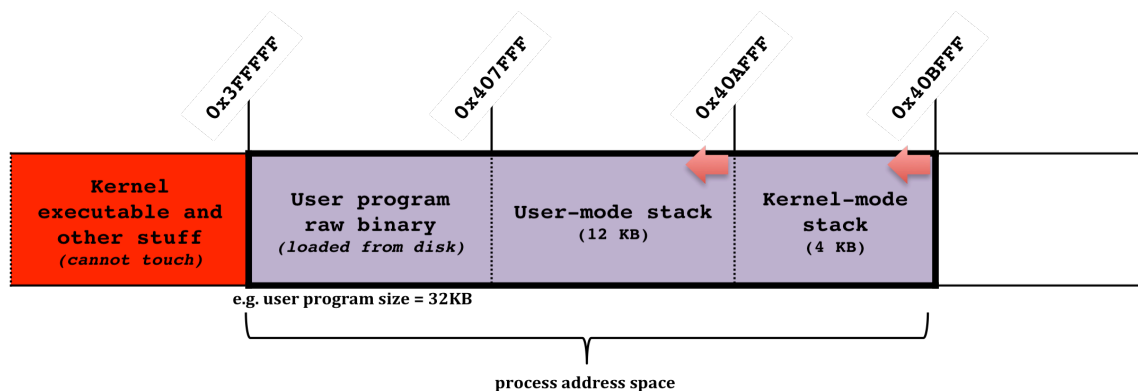 0x3FFFFF
0x407FFF
0x40AFFF
0x40BFFF
Kernel
executable and
other stuff
(cannot touch)
User program
raw binary
(loaded from disk)
User-mode stack
(12 KB)
Kernel-mode
stack
(4 KB)
e.g. user program size = 32KB
process address space